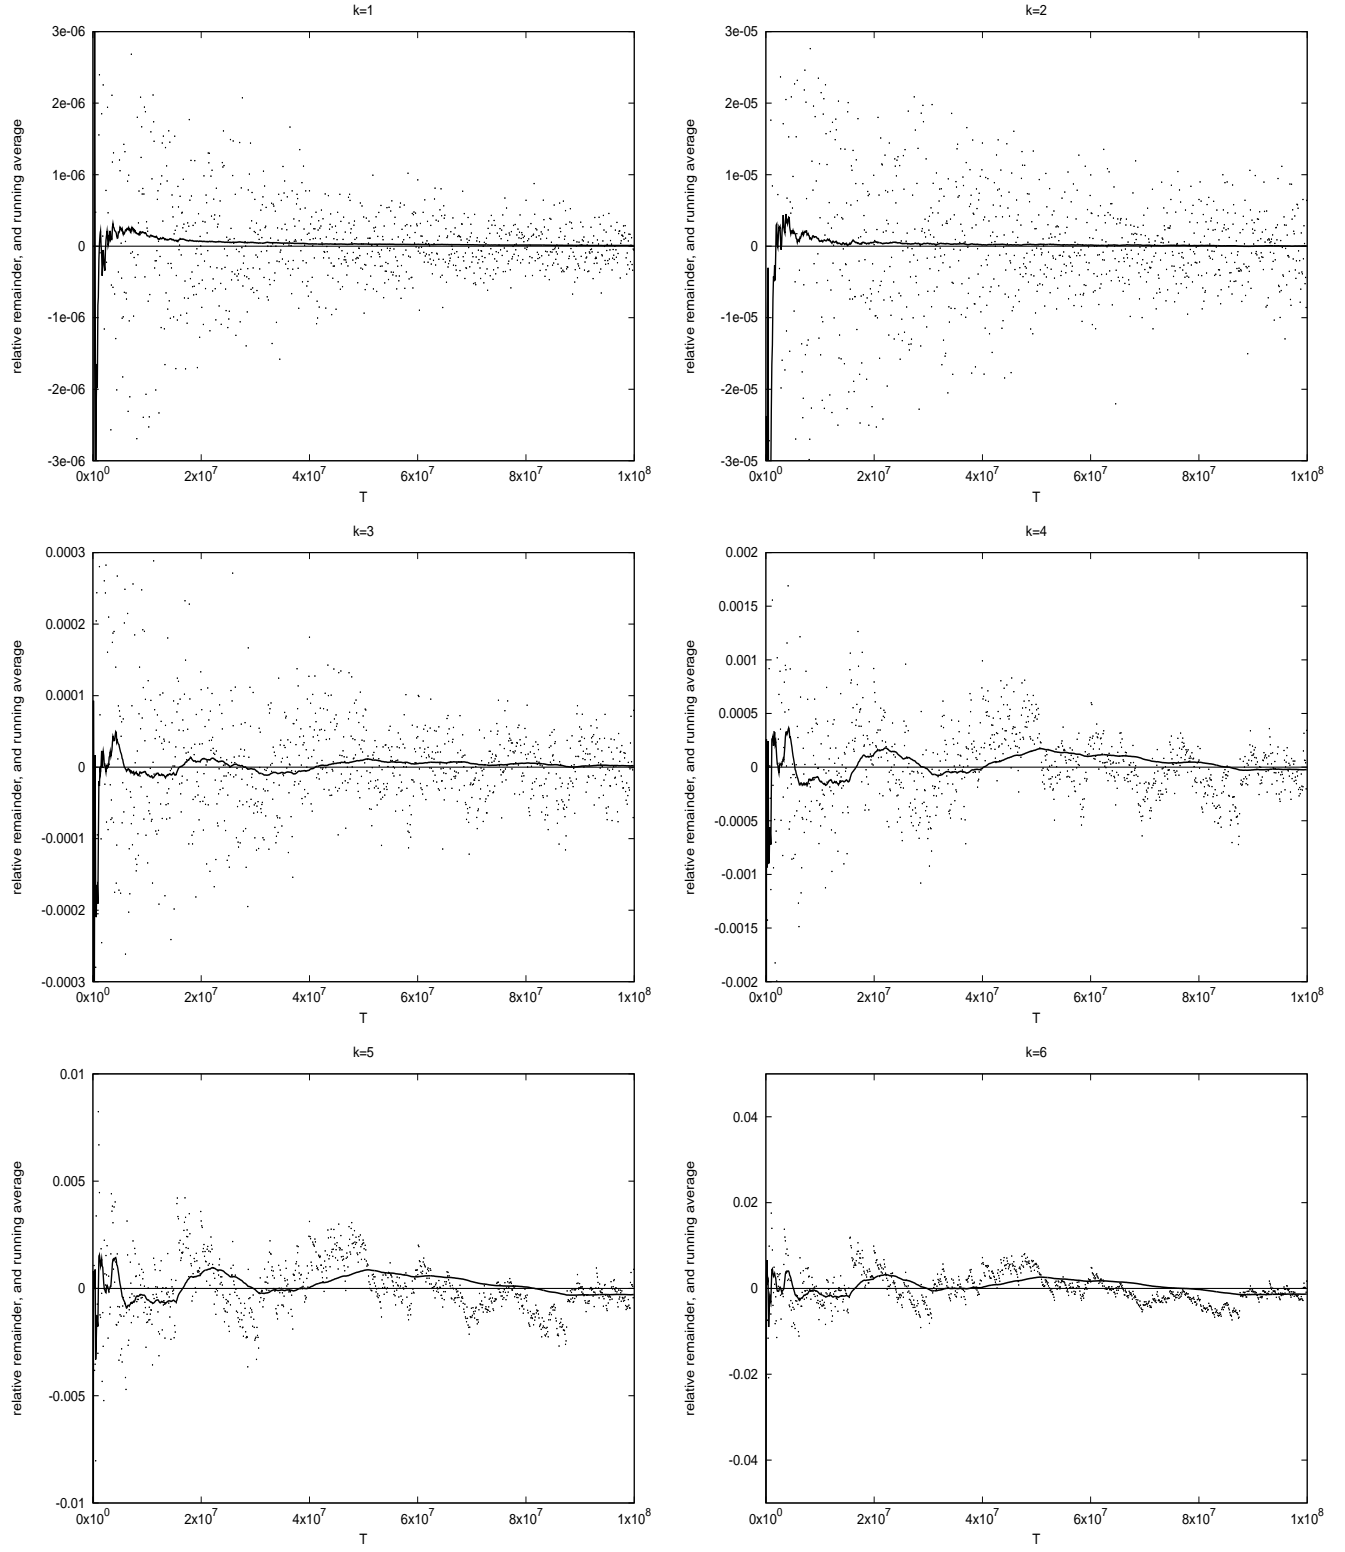 k=1
3e-06
2e-06
1e-06
0
-1e-06
-2e-06
-3e-06
relative remainder, and running average
0x10^0 2x10^7 4x10^7 6x10^7 8x10^7 1x10^8
T
k=2
3e-05
2e-05
1e-05
0
-1e-05
-2e-05
-3e-05
relative remainder, and running average
0x10^0 2x10^7 4x10^7 6x10^7 8x10^7 1x10^8
T
k=3
0.0003
0.0002
0.0001
0
-0.0001
-0.0002
-0.0003
relative remainder, and running average
0x10^0 2x10^7 4x10^7 6x10^7 8x10^7 1x10^8
T
k=4
0.002
0.0015
0.001
0.0005
0
-0.0005
-0.001
-0.0015
-0.002
relative remainder, and running average
0x10^0 2x10^7 4x10^7 6x10^7 8x10^7 1x10^8
T
k=5
0.01
0.005
0
-0.005
-0.01
relative remainder, and running average
0x10^0 2x10^7 4x10^7 6x10^7 8x10^7 1x10^8
T
k=6
0.04
0.02
0
-0.02
-0.04
relative remainder, and running average
0x10^0 2x10^7 4x10^7 6x10^7 8x10^7 1x10^8
T